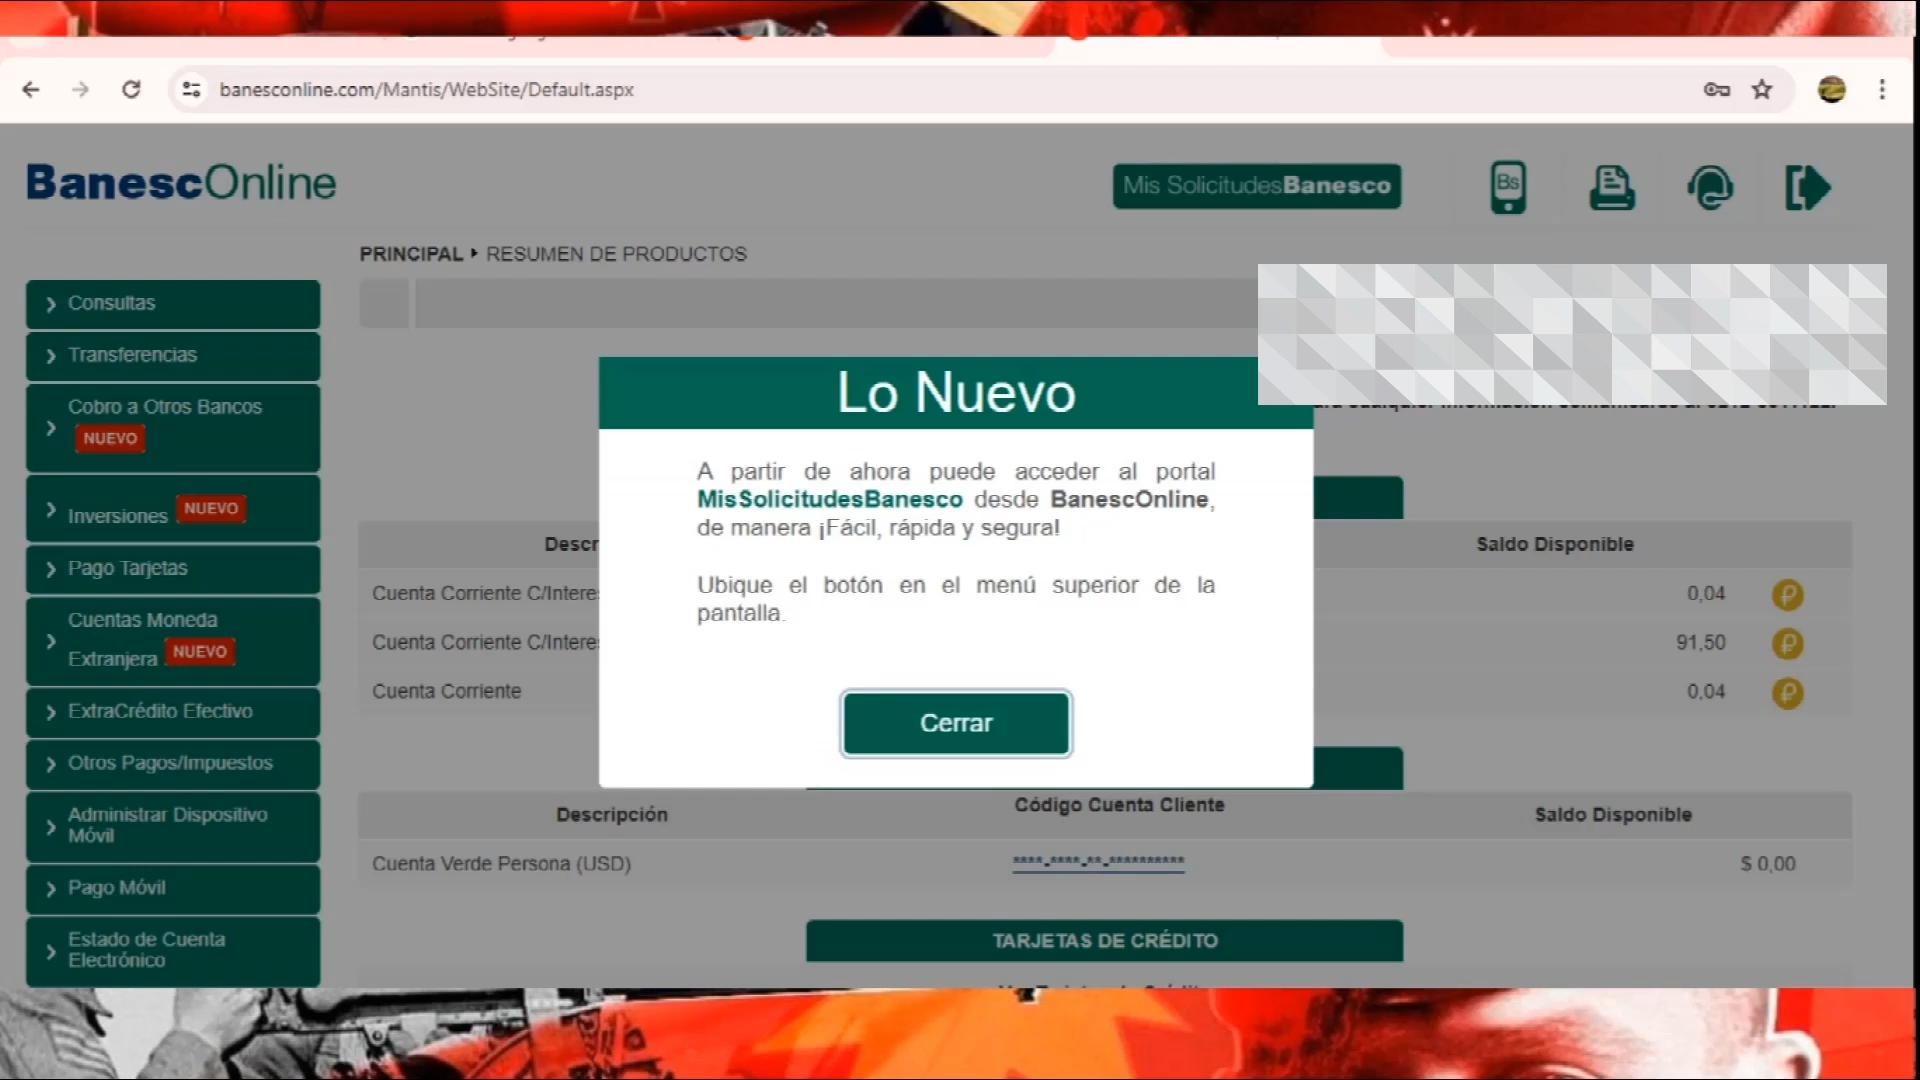 banesconline.com/Mantis/WebSite/Default.aspx
BanescOnline
Mis SolicitudesBanesco
Bs
PRINCIPAL RESUMEN DE PRODUCTOS
Consultas
Transferencias
Cobro a Otros Bancos
NUEVO
Inversiones NUEVO
Pago Tarjetas
Cuentas Moneda
Extranjera NUEVO
ExtraCrédito Efectivo
Otros Pagos/Impuestos
Administrar Dispositivo
Móvil
Pago Móvil
Estado de Cuenta
Electrónico
Lo Nuevo
A partir de ahora puede acceder al portal
MisSolicitudesBanesco desde BanescOnline,
de manera ¡Fácil, rápida y segura!
Ubique el botón en el menú superior de la
pantalla.
Cerrar
Saldo Disponible
Cuenta Corriente 0,04
Cuenta Corriente 91,50
Cuenta Corriente 0,04
Descripción Código Cuenta Cliente Saldo Disponible
Cuenta Verde Persona (USD) ****-****-**-********** $ 0,00
TARJETAS DE CRÉDITO